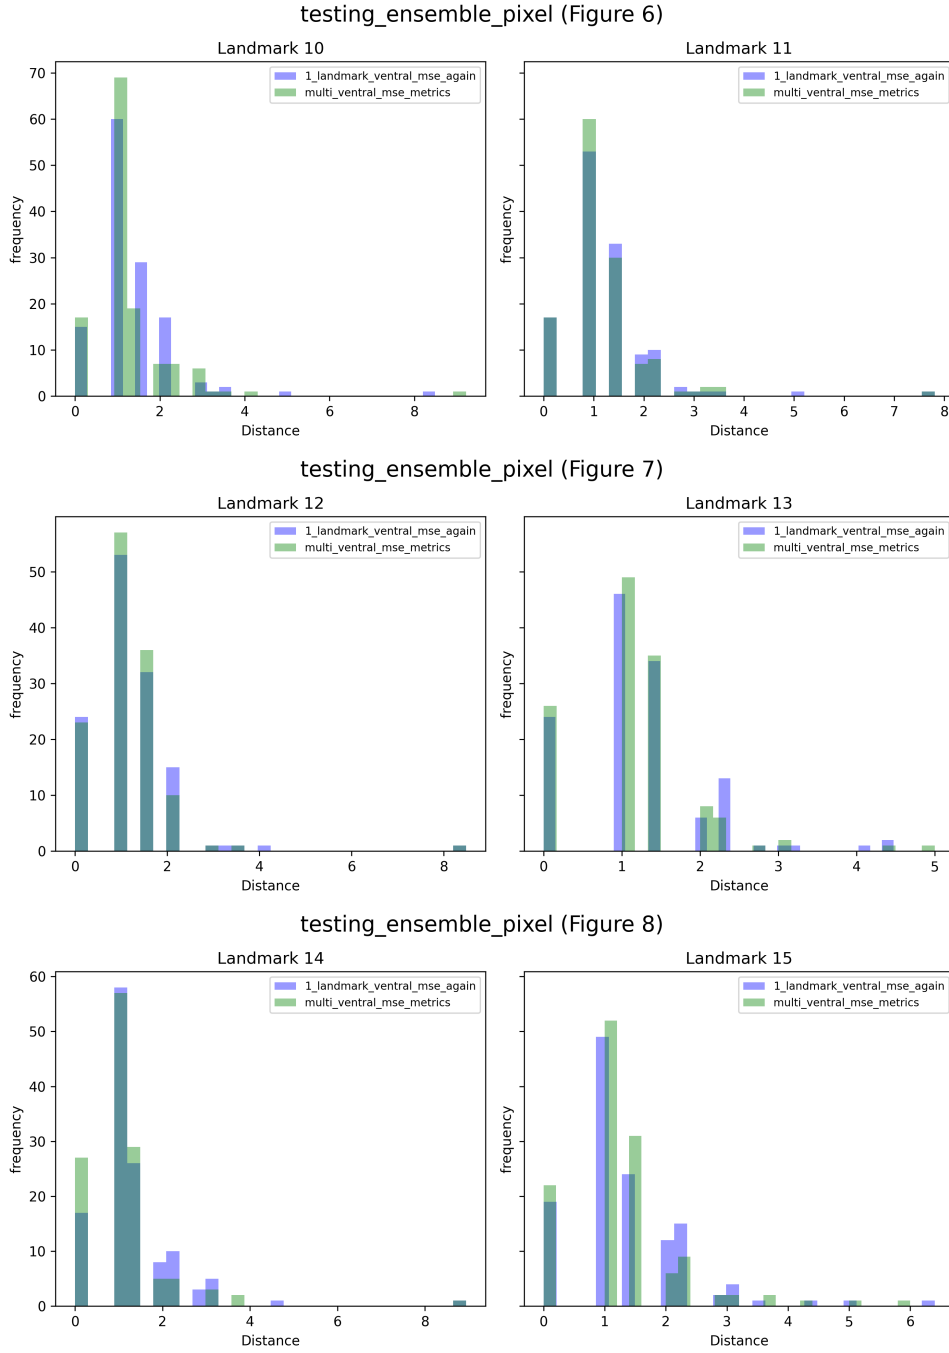 testing_ensemble_pixel (Figure 6)
Landmark 10
Landmark 11
1_landmark_ventral_mse_again
multi_ventral_mse_metrics
1_landmark_ventral_mse_again
multi_ventral_mse_metrics
70
60
50
40
30
20
10
0
frequency
frequency
0 2 4 6 8
0 1 2 3 4 5 6 7 8
Distance
Distance
testing_ensemble_pixel (Figure 7)
Landmark 12
Landmark 13
1_landmark_ventral_mse_again
multi_ventral_mse_metrics
1_landmark_ventral_mse_again
multi_ventral_mse_metrics
50
40
30
20
10
0
frequency
frequency
0 2 4 6 8
0 1 2 3 4 5
Distance
Distance
testing_ensemble_pixel (Figure 8)
Landmark 14
Landmark 15
1_landmark_ventral_mse_again
multi_ventral_mse_metrics
1_landmark_ventral_mse_again
multi_ventral_mse_metrics
60
50
40
30
20
10
0
frequency
frequency
0 2 4 6 8
0 1 2 3 4 5 6
Distance
Distance